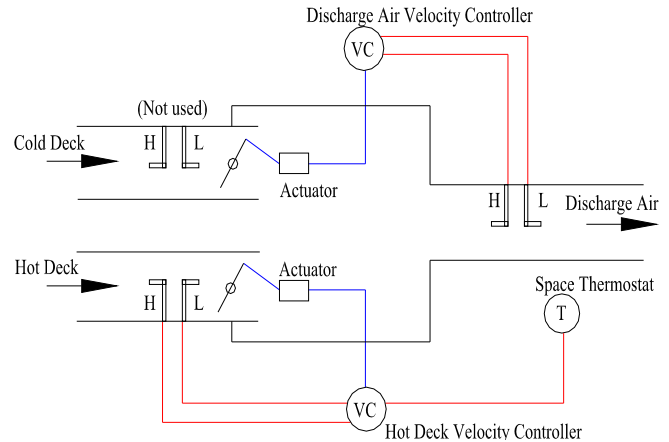 Discharge Air Velocity Controller
VC
(Not used)
H L
Cold Deck
Actuator
H L
Discharge Air
Hot Deck
Actuator
H L
Space Thermostat
T
VC
Hot Deck Velocity Controller